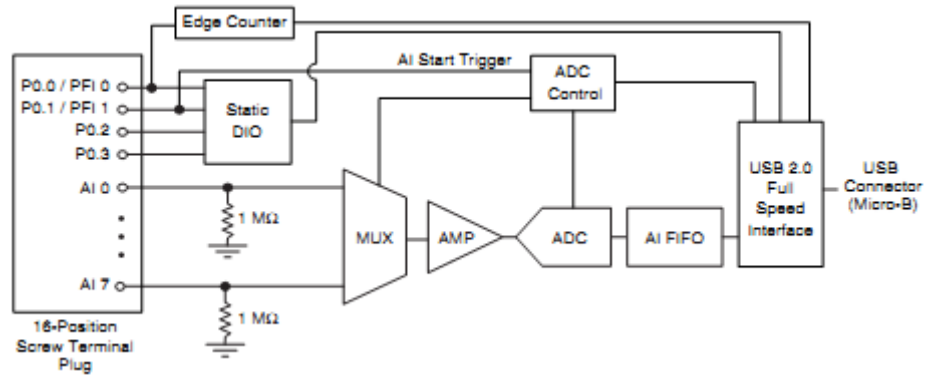 Edge Counter
AI Start Trigger
P0.0 / PFI 0
P0.1 / PFI 1
P0.2
P0.3
AI 0
AI 7
16-Position
Screw Terminal
Plug
Static
DIO
1 MΩ
1 MΩ
MUX
AMP
ADC
Control
ADC
AI FIFO
USB 2.0
Full
Speed
Interface
USB
Connector
(Micro-B)